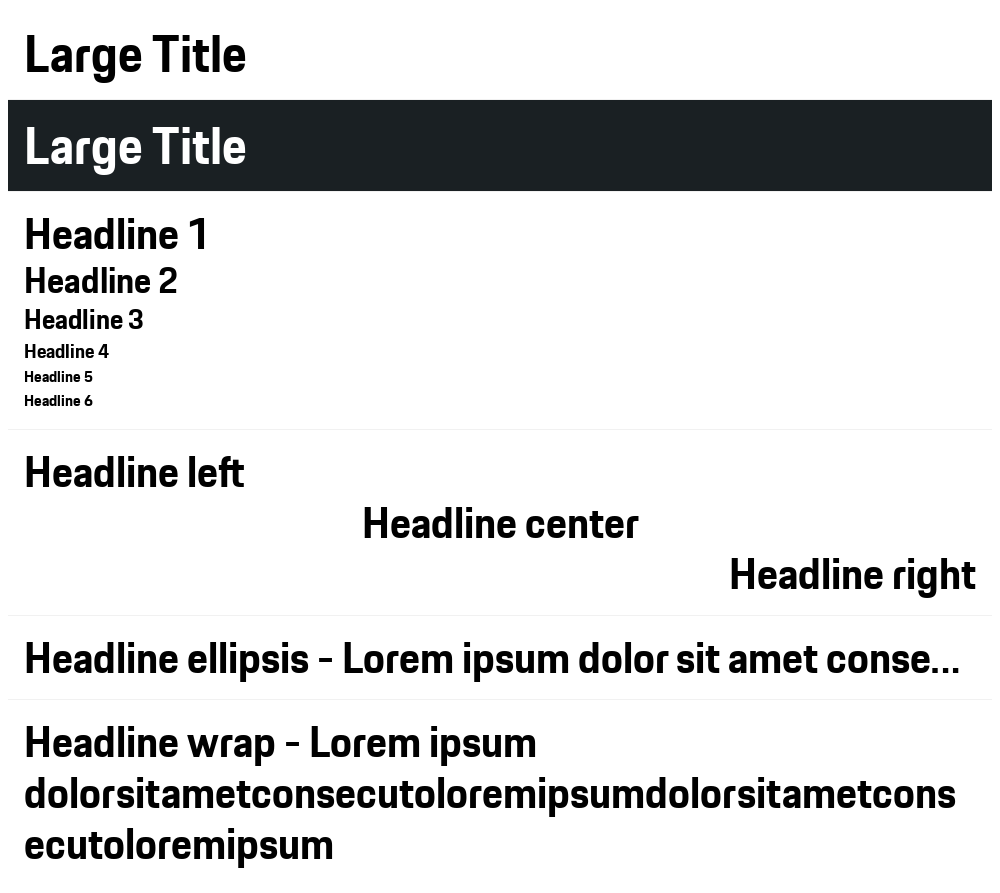 Large Title
Large Title
Headline 1
Headline 2
Headline 3
Headline 4
Headline 5
Headline 6
Headline left
Headline center
Headline right
Headline ellipsis - Lorem ipsum dolor sit amet conse...
Headline wrap - Lorem ipsum
dolorsitametconsecutoloremipsumdolorsitametcons
ecutoloremipsum